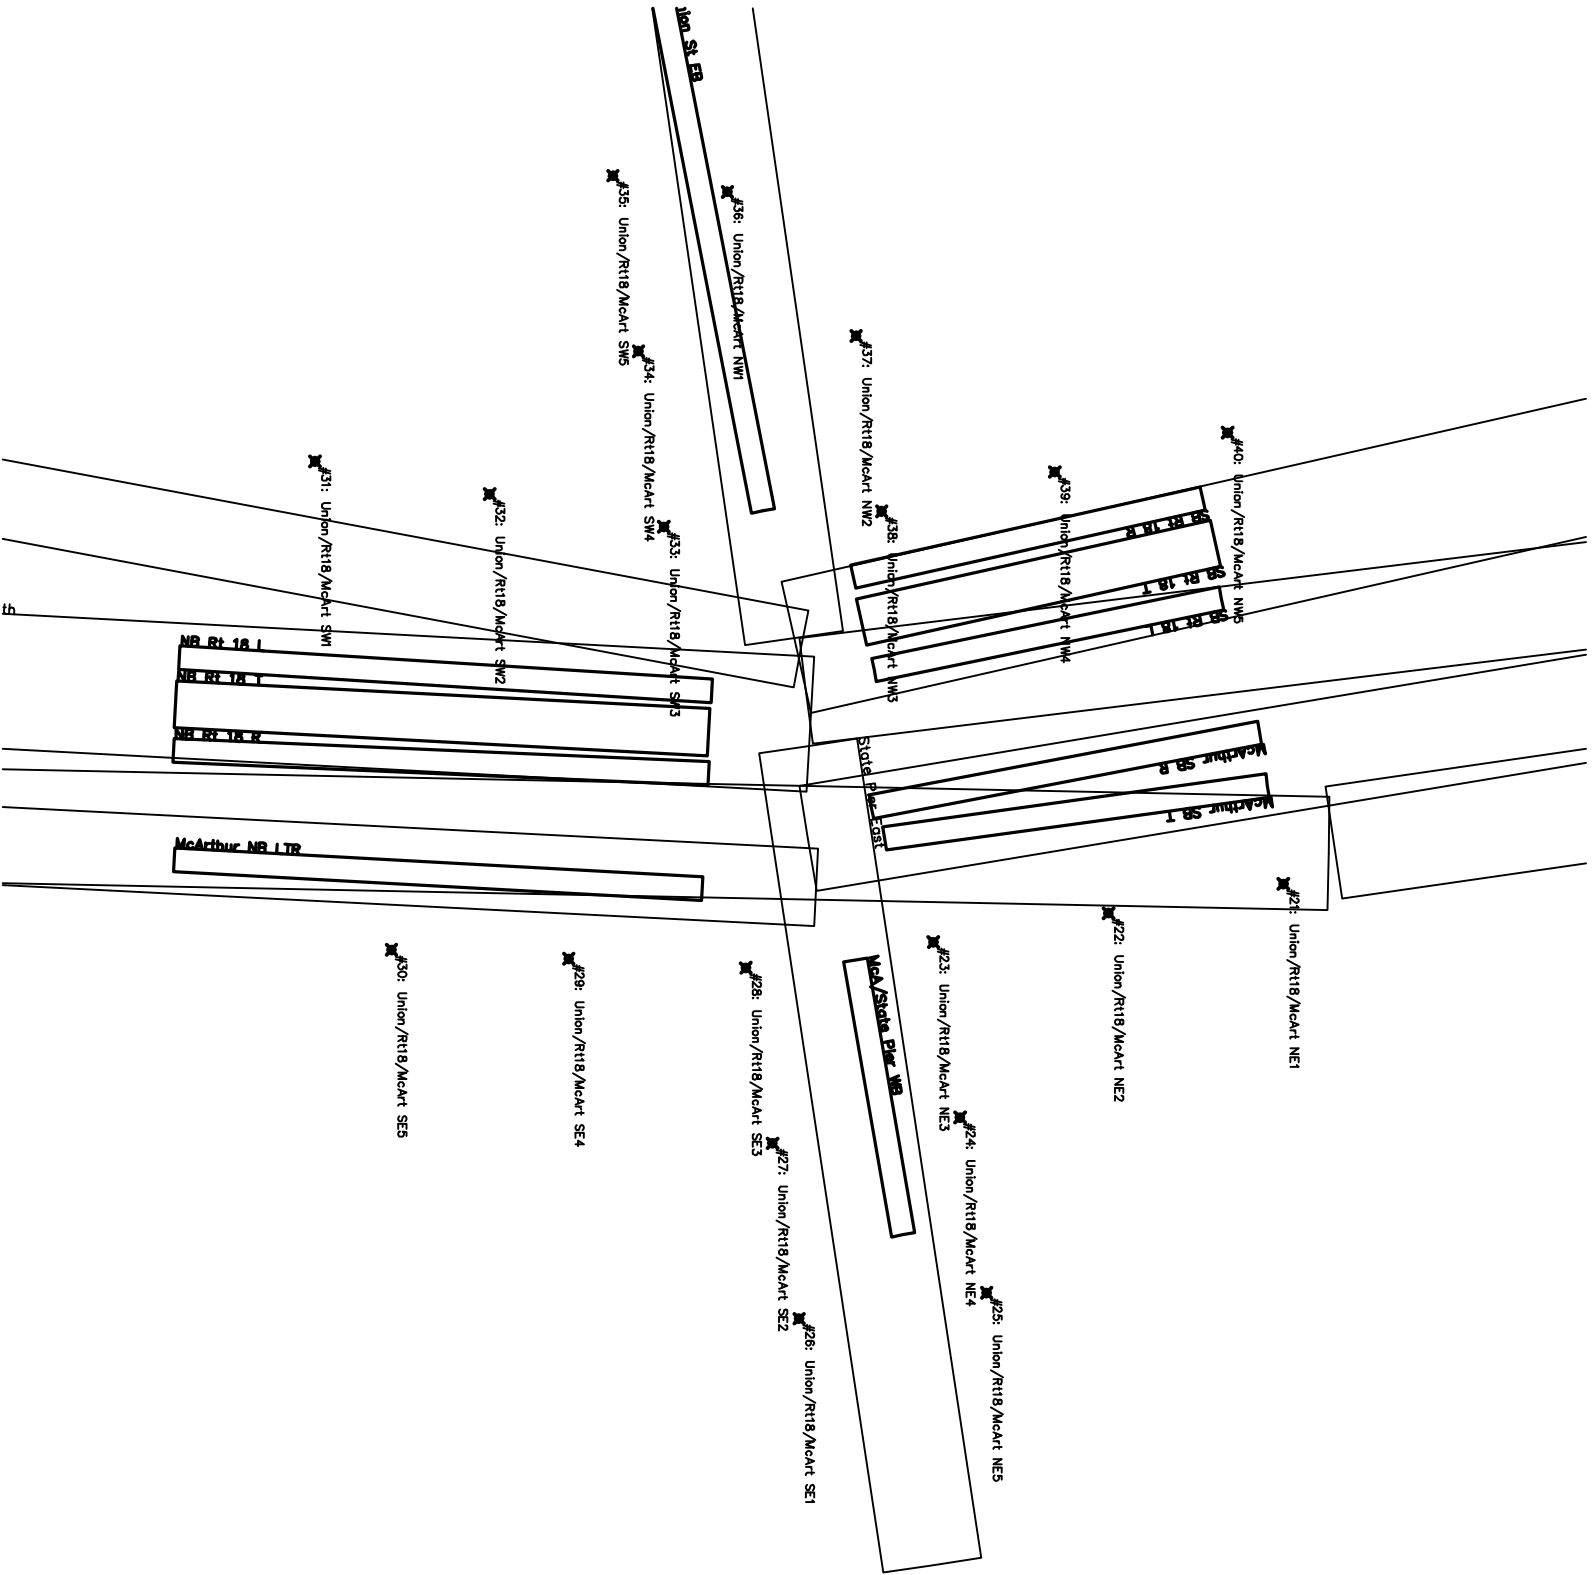 ion St EB
#35: Union/Rt18/McArt SW5
#36: Union/Rt18/McArt NW1
#37: Union/Rt18/McArt NW2
#34: Union/Rt18/McArt SW4
#40: Union/Rt18/McArt NW5
#31: Union/Rt18/McArt SW1
#39: Union/Rt18/McArt NW4
#32: Union/Rt18/McArt SW2
#38: Union/Rt18/McArt NW3
#33: Union/Rt18/McArt SW3
SB Rt 18 R
SB Rt 18 T
SB Rt 18 L
th
NB Rt 18 L
NB Rt 18 T
NB Rt 18 R
State Pier East
McArthur SB R
McArthur SB T
McArthur NB LTR
#21: Union/Rt18/McArt NE1
#22: Union/Rt18/McArt NE2
#23: Union/Rt18/McArt NE3
#30: Union/Rt18/McArt SE5
#29: Union/Rt18/McArt SE4
#28: Union/Rt18/McArt SE3
McA/State Pier WB
#24: Union/Rt18/McArt NE4
#27: Union/Rt18/McArt SE2
#25: Union/Rt18/McArt NE5
#26: Union/Rt18/McArt SE1